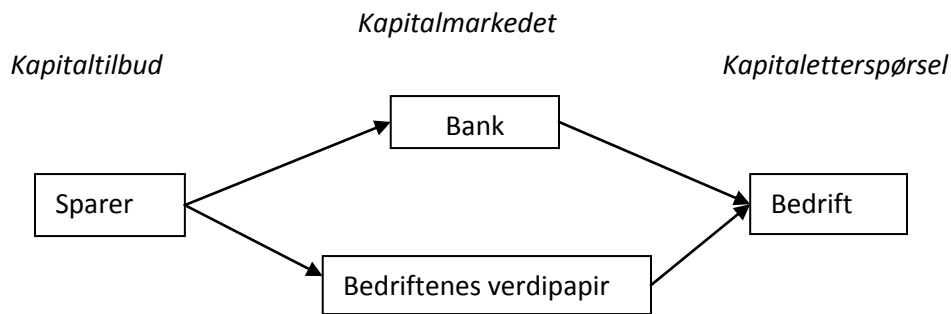 Kapitalmarkedet
Kapitaltilbud
Kapitaletterspørsel
Bank
Sparer
Bedrift
Bedriftenes verdipapir